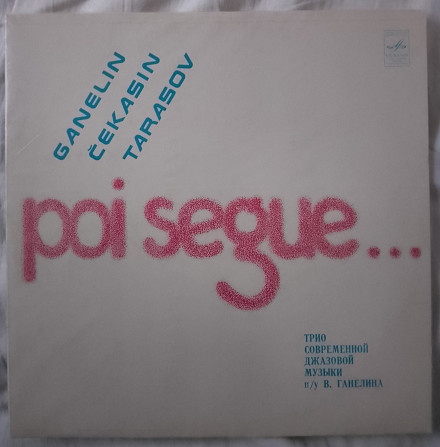 GANELIN
ČEKASIN
TARASOV
poi segue...
ТРИО
СОВРЕМЕННОЙ
ДЖАЗОВОЙ
МУЗЫКИ
п/у В. ГАНЕЛИНА